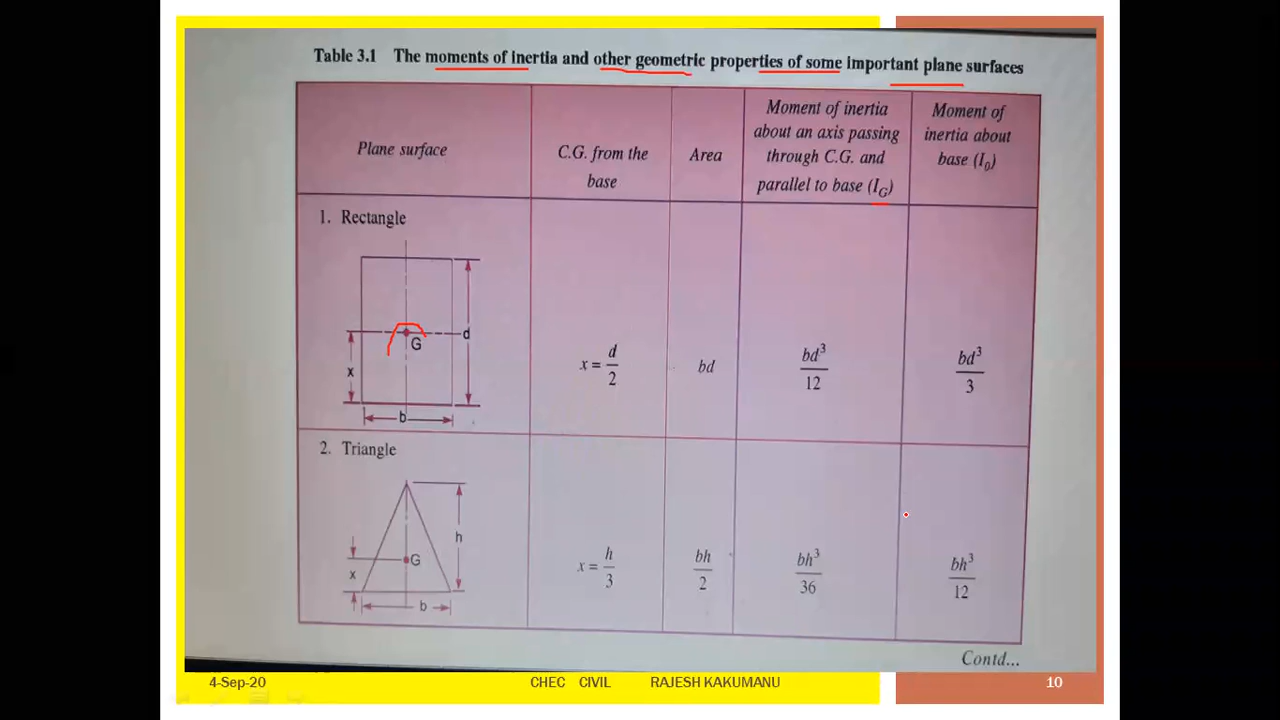 Table 3.1 The moments of inertia and other geometric properties of some important plane surfaces
Plane surface
C.G. from the
base
Area
Moment of inertia
about an axis passing
through C.G. and
parallel to base (I_G)
Moment of
inertia about
base (I_0)
1. Rectangle
G
d
x
b
x = d/2
bd
bd³/12
bd³/3
2. Triangle
h
G
x
b
x = h/3
bh/2
bh³/36
bh³/12
Contd...
4-Sep-20
CHEC CIVIL RAJESH KAKUMANU
10